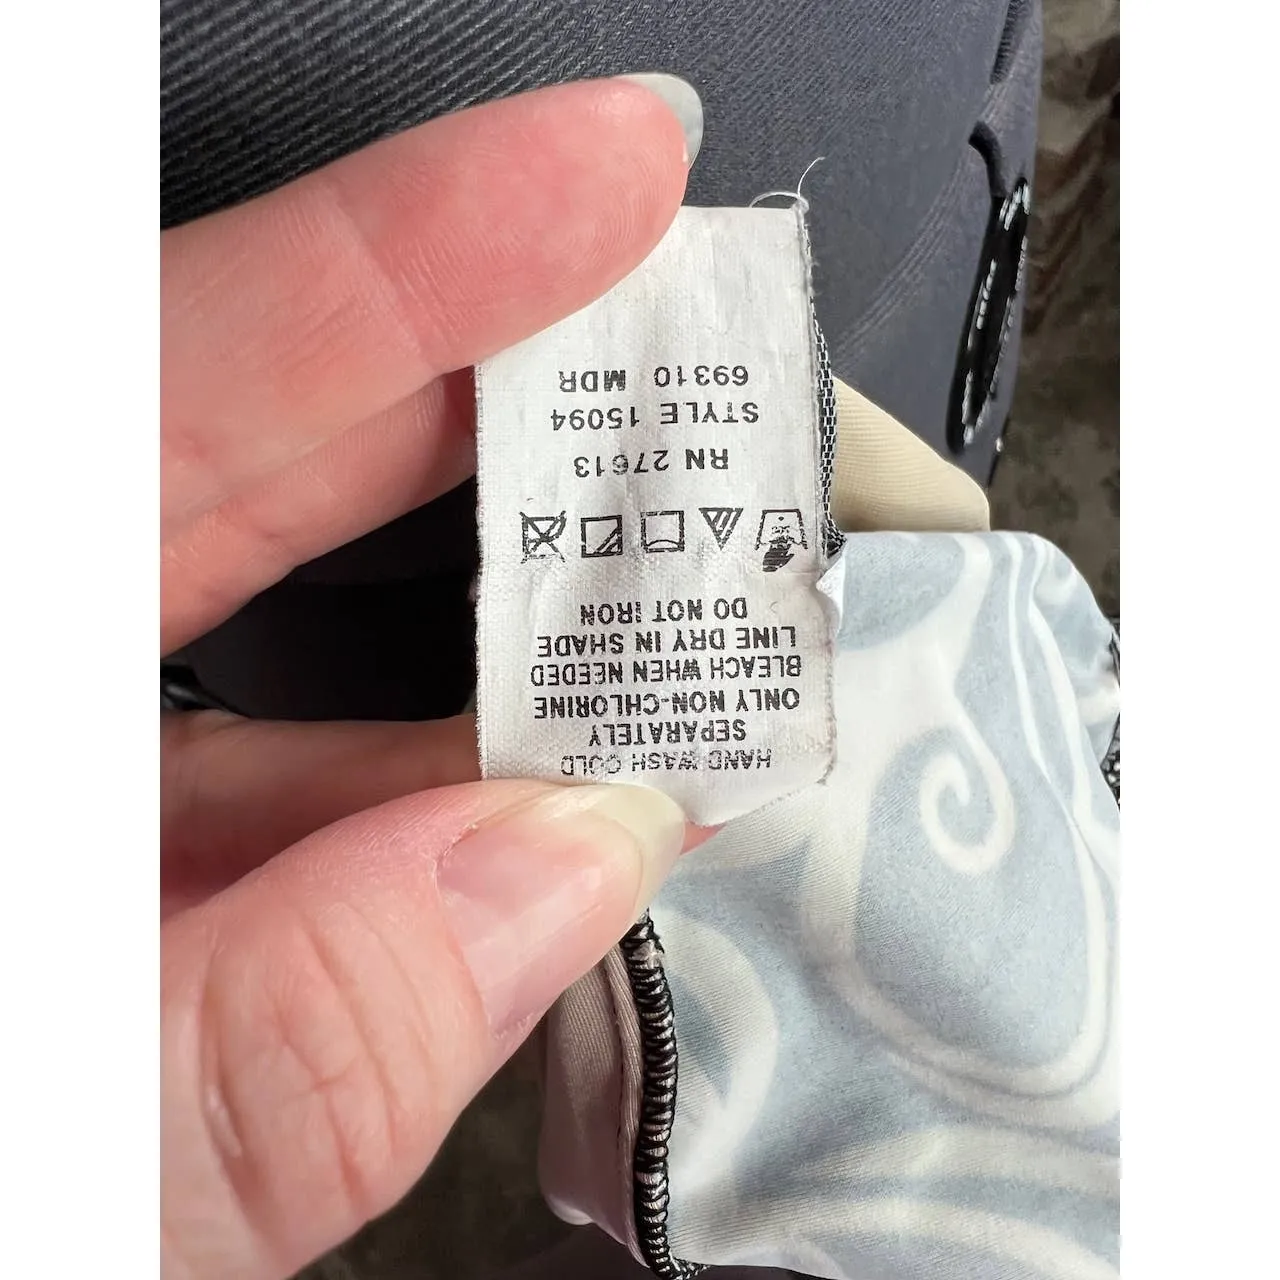 HAND WASH COLD
SEPARATELY
ONLY NON-CHLORINE
BLEACH WHEN NEEDED
LINE DRY IN SHADE
DO NOT IRON
RN 27613
STYLE 15094
69310 MDR